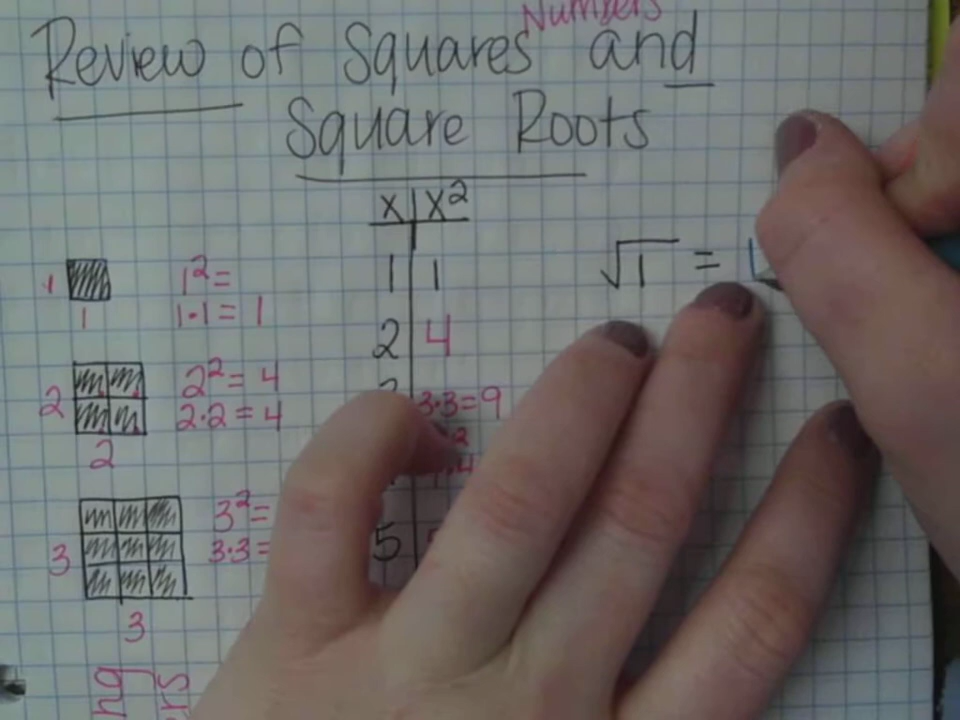 Numbers
Review of Squares and
Square Roots
x x²
1 1² =
1 1·1 = 1
1 1
√1 =
2 2² = 4
2·2 = 4
2
2 4
3·3=9
3 3² =
3·3 =
3
5